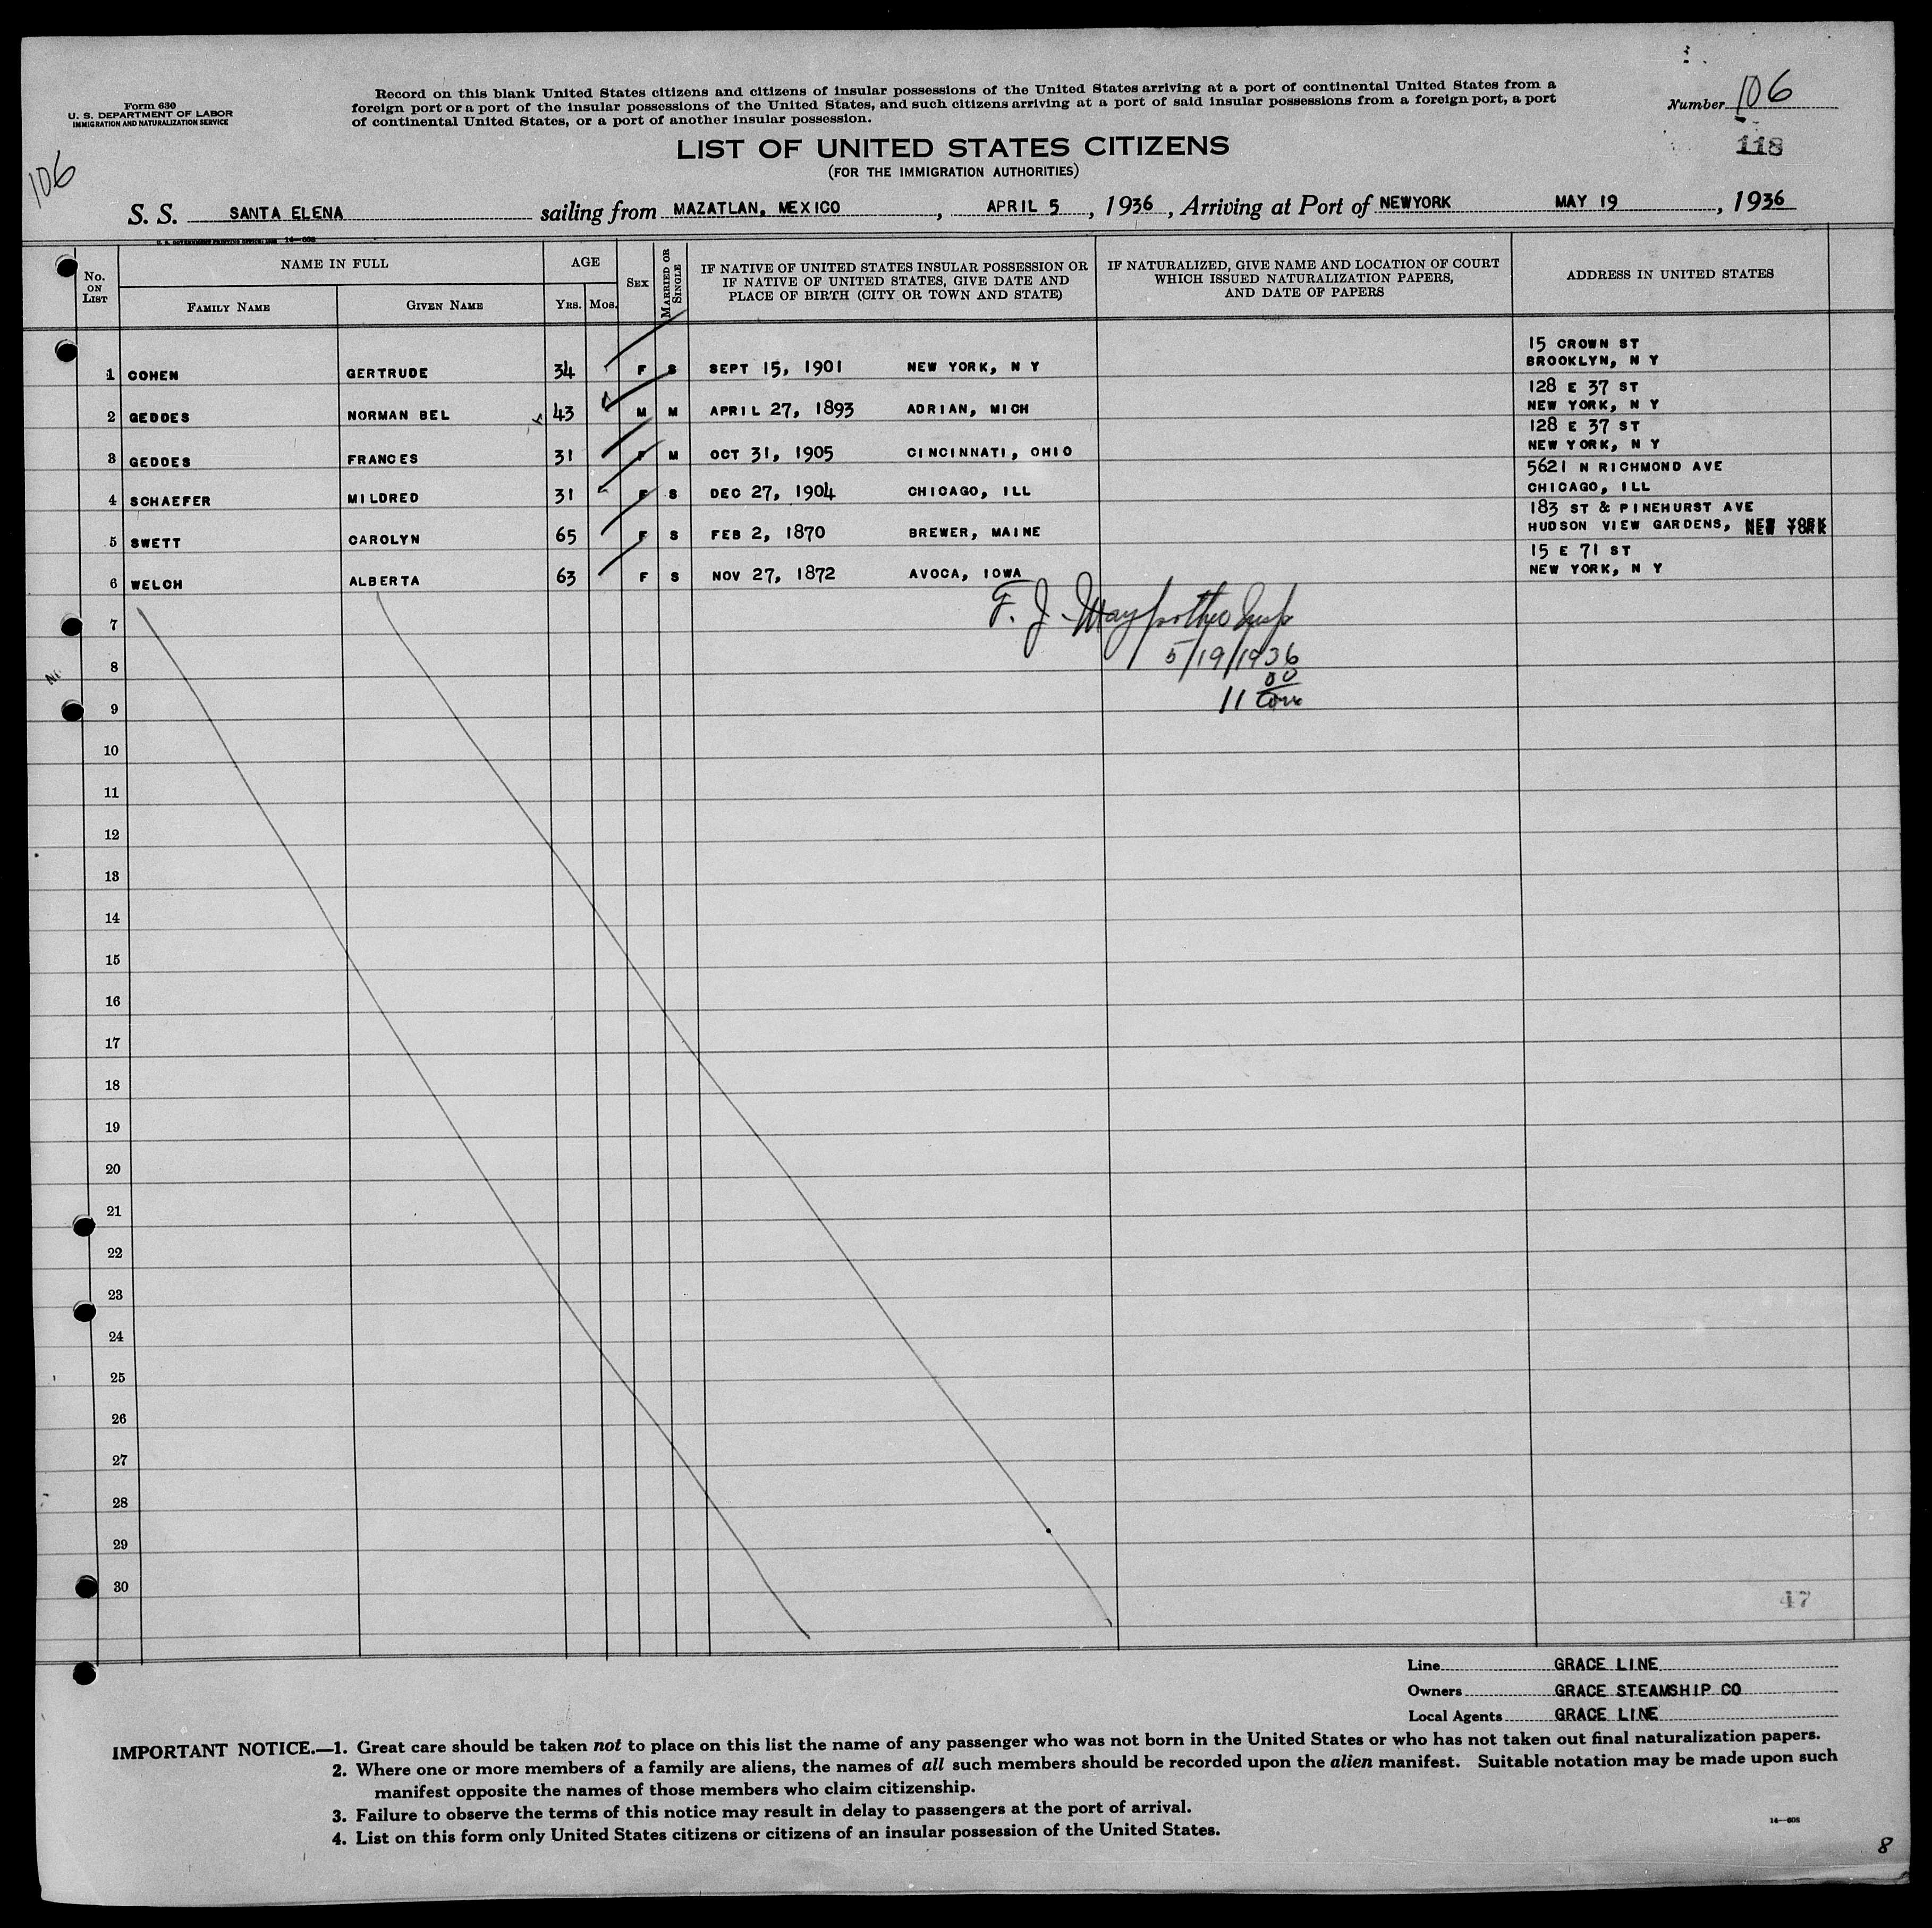 Form 630
U. S. DEPARTMENT OF LABOR
IMMIGRATION AND NATURALIZATION SERVICE
Record on this blank United States citizens and citizens of insular possessions of the United States arriving at a port of continental United States from a
foreign port or a port of the insular possessions of the United States, and such citizens arriving at a port of said insular possessions from a foreign port, a port
of continental United States, or a port of another insular possession.
Number 106
118
106
LIST OF UNITED STATES CITIZENS
(FOR THE IMMIGRATION AUTHORITIES)
S. S. SANTA ELENA sailing from MAZATLAN, MEXICO, APRIL 5, 1936, Arriving at Port of NEWYORK MAY 19, 1936
No. ON LIST
NAME IN FULL
FAMILY NAME
GIVEN NAME
AGE
YRS.
MOS.
SEX
MARRIED OR SINGLE
IF NATIVE OF UNITED STATES INSULAR POSSESSION OR
IF NATIVE OF UNITED STATES, GIVE DATE AND
PLACE OF BIRTH (CITY OR TOWN AND STATE)
IF NATURALIZED, GIVE NAME AND LOCATION OF COURT
WHICH ISSUED NATURALIZATION PAPERS,
AND DATE OF PAPERS
ADDRESS IN UNITED STATES
15 CROWN ST
1 COHEN GERTRUDE 34 F S SEPT 15, 1901 NEW YORK, N Y BROOKLYN, N Y
128 E 37 ST
2 GEDDES NORMAN BEL 43 M M APRIL 27, 1893 ADRIAN, MICH NEW YORK, N Y
128 E 37 ST
3 GEDDES FRANCES 31 F M OCT 31, 1905 CINCINNATI, OHIO NEW YORK, N Y
5621 N RICHMOND AVE
4 SCHAEFER MILDRED 31 F S DEC 27, 1904 CHICAGO, ILL CHICAGO, ILL
183 ST & PINEHURST AVE
5 SWETT CAROLYN 65 F S FEB 2, 1870 BREWER, MAINE HUDSON VIEW GARDENS, NEW YORK
15 E 71 ST
6 WELCH ALBERTA 63 F S NOV 27, 1872 AVOCA, IOWA NEW YORK, N Y
F. J.
7
5/19/1936
8
11 00
9
10
11
12
13
14
15
16
17
18
19
20
21
22
23
24
25
26
27
28
29
30
47
Line GRACE LINE
Owners GRACE STEAMSHIP CO
Local Agents GRACE LINE
IMPORTANT NOTICE.—1. Great care should be taken not to place on this list the name of any passenger who was not born in the United States or who has not taken out final naturalization papers.
2. Where one or more members of a family are aliens, the names of all such members should be recorded upon the alien manifest. Suitable notation may be made upon such
manifest opposite the names of those members who claim citizenship.
3. Failure to observe the terms of this notice may result in delay to passengers at the port of arrival.
4. List on this form only United States citizens or citizens of an insular possession of the United States.
14—608
8